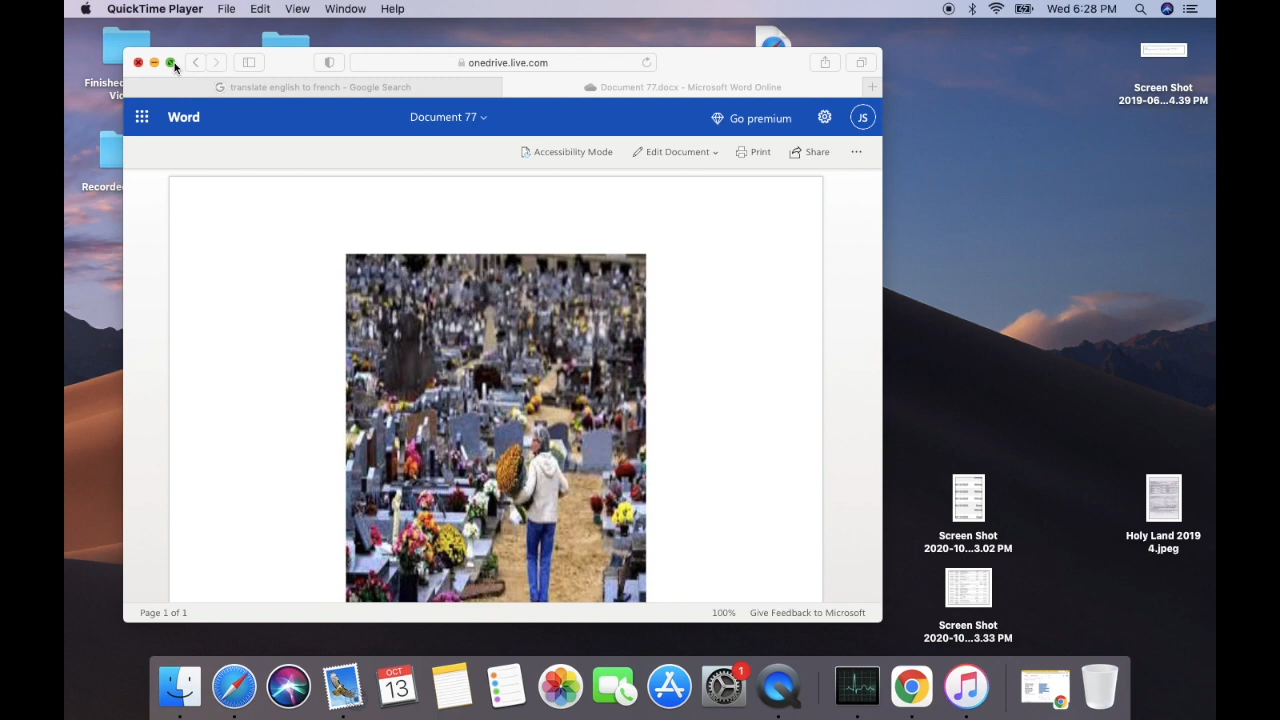 QuickTime Player File Edit View Window Help
Wed 6:28 PM
Finished
Vi
Recorded
onedrive.live.com
translate english to french - Google Search
Document 77.docx - Microsoft Word Online
Word
Document 77
Go premium
JS
Accessibility Mode
Edit Document
Print
Share
Page 1 of 1
100%
Give Feedback to Microsoft
Screen Shot
2019-06...4.39 PM
Screen Shot
2020-10...3.02 PM
Holy Land 2019
4.jpeg
Screen Shot
2020-10...3.33 PM
OCT
13
1